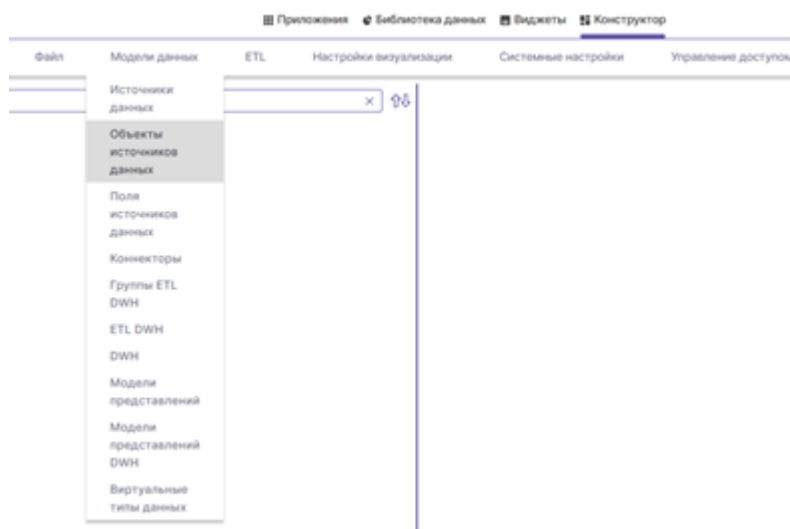 Приложения Библиотека данных Виджеты Конструктор
Файл Модели данных ETL Настройки визуализации Системные настройки Управление доступом
Источники
данных
Объекты
источников
данных
Поля
источников
данных
Коннекторы
Группы ETL
DWH
ETL DWH
DWH
Модели
представлений
Модели
представлений
DWH
Виртуальные
типы данных